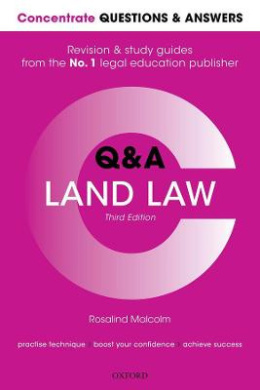 Concentrate QUESTIONS & ANSWERS
Revision & study guides
from the No. 1 legal education publisher
Q&A
LAND LAW
Third Edition
Rosalind Malcolm
practise technique • boost your confidence • achieve success
OXFORD